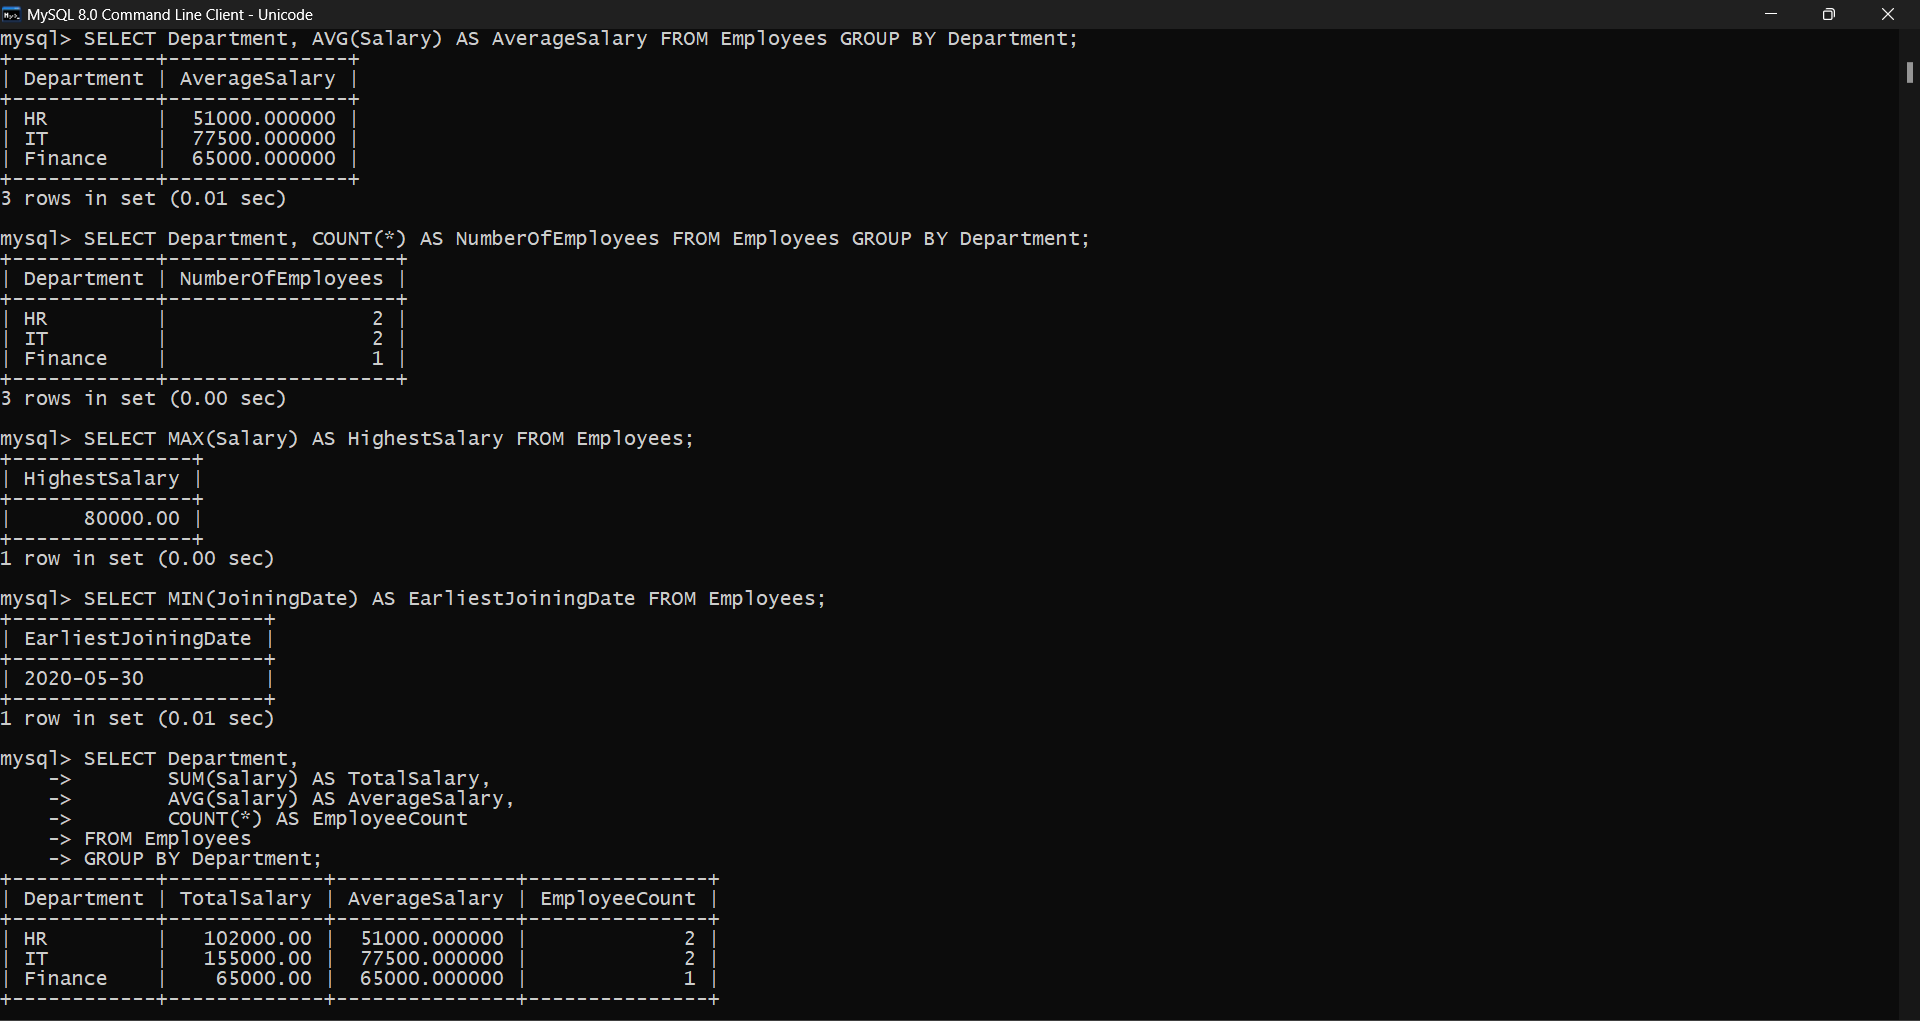 MySQL 8.0 Command Line Client - Unicode
mysql> SELECT Department, AVG(Salary) AS AverageSalary FROM Employees GROUP BY Department;
+------------+---------------+
| Department | AverageSalary |
+------------+---------------+
| HR         |  51000.000000 |
| IT         |  77500.000000 |
| Finance    |  65000.000000 |
+------------+---------------+
3 rows in set (0.01 sec)

mysql> SELECT Department, COUNT(*) AS NumberOfEmployees FROM Employees GROUP BY Department;
+------------+-------------------+
| Department | NumberOfEmployees |
+------------+-------------------+
| HR         |                 2 |
| IT         |                 2 |
| Finance    |                 1 |
+------------+-------------------+
3 rows in set (0.00 sec)

mysql> SELECT MAX(Salary) AS HighestSalary FROM Employees;
+---------------+
| HighestSalary |
+---------------+
|      80000.00 |
+---------------+
1 row in set (0.00 sec)

mysql> SELECT MIN(JoiningDate) AS EarliestJoiningDate FROM Employees;
+---------------------+
| EarliestJoiningDate |
+---------------------+
| 2020-05-30          |
+---------------------+
1 row in set (0.01 sec)

mysql> SELECT Department,
    ->        SUM(Salary) AS TotalSalary,
    ->        AVG(Salary) AS AverageSalary,
    ->        COUNT(*) AS EmployeeCount
    -> FROM Employees
    -> GROUP BY Department;
+------------+-------------+---------------+---------------+
| Department | TotalSalary | AverageSalary | EmployeeCount |
+------------+-------------+---------------+---------------+
| HR         |   102000.00 |  51000.000000 |             2 |
| IT         |   155000.00 |  77500.000000 |             2 |
| Finance    |    65000.00 |  65000.000000 |             1 |
+------------+-------------+---------------+---------------+